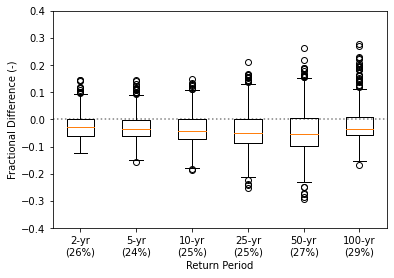 0.4
0.3
0.2
0.1
0.0
−0.1
−0.2
−0.3
−0.4
Fractional Difference (-)
2-yr 5-yr 10-yr 25-yr 50-yr 100-yr
(26%) (24%) (25%) (25%) (27%) (29%)
Return Period